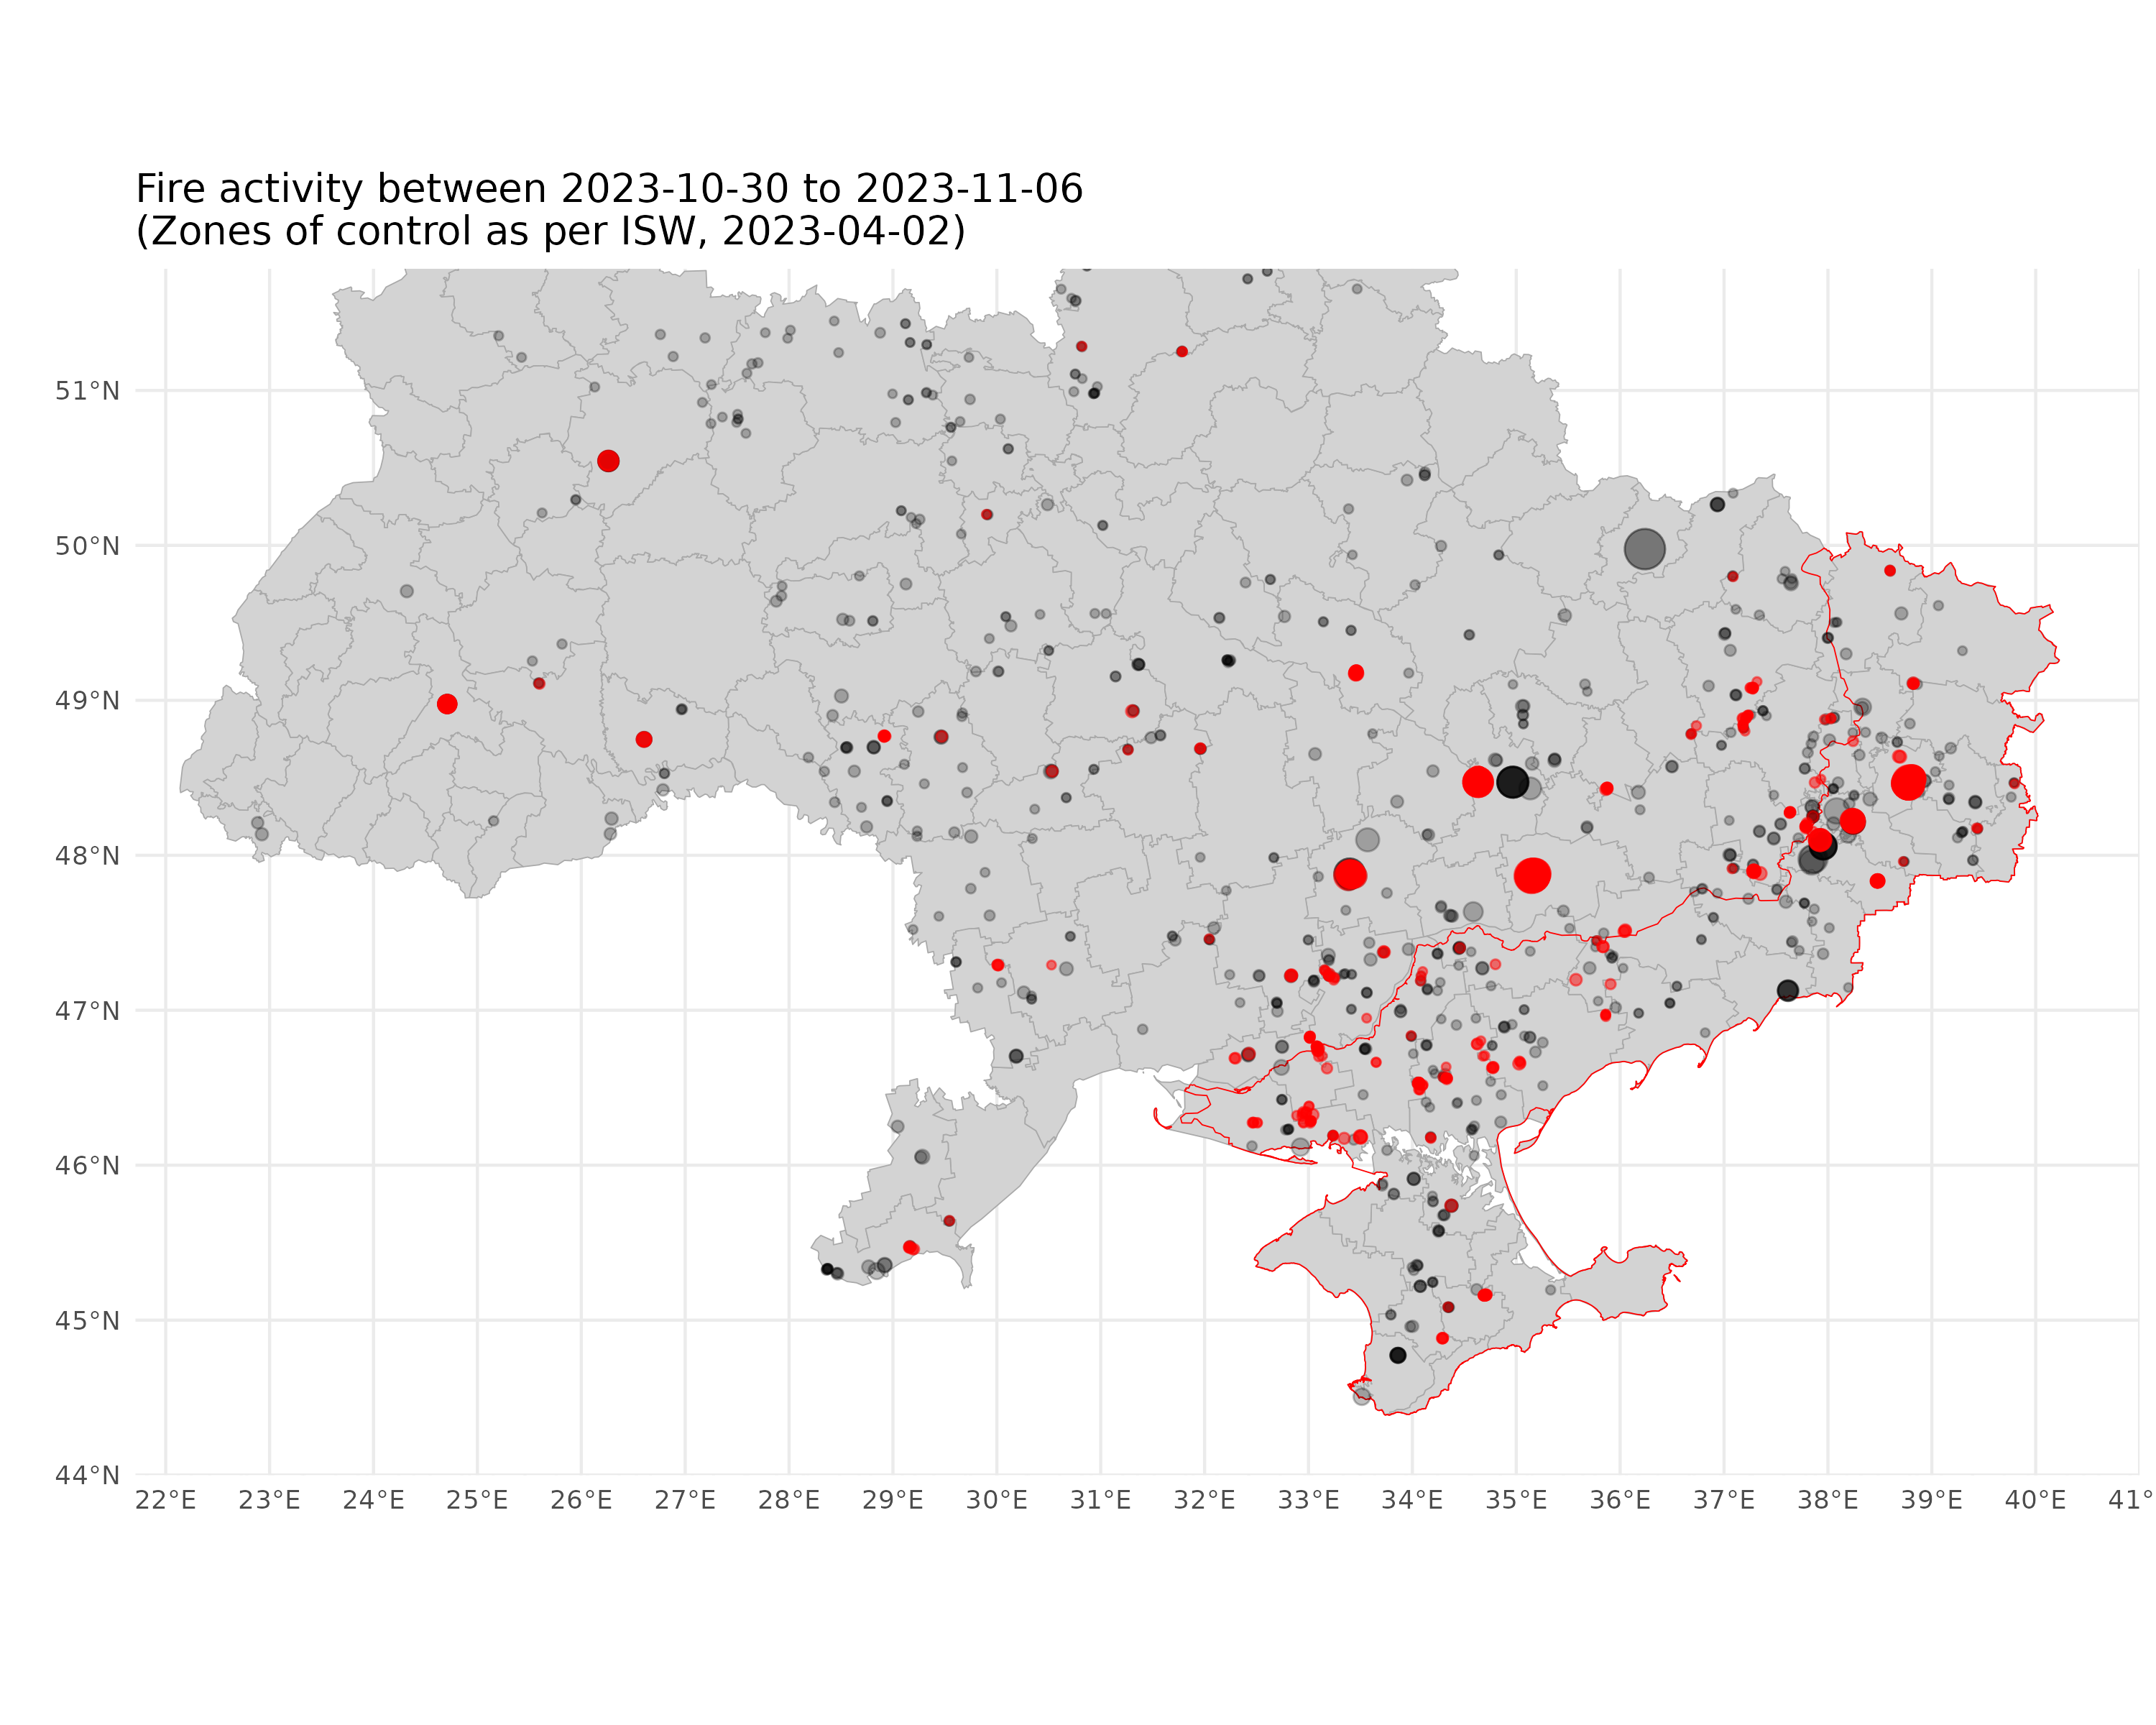 Fire activity between 2023-10-30 to 2023-11-06
(Zones of control as per ISW, 2023-04-02)
51°N
50°N
49°N
48°N
47°N
46°N
45°N
44°N
22°E 23°E 24°E 25°E 26°E 27°E 28°E 29°E 30°E 31°E 32°E 33°E 34°E 35°E 36°E 37°E 38°E 39°E 40°E 41°